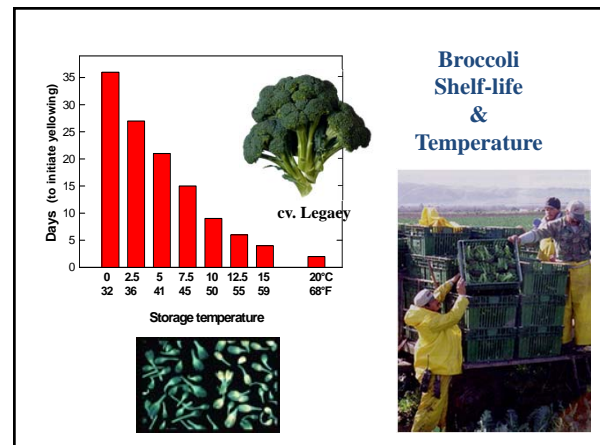 Broccoli
Shelf-life
&
Temperature
Days (to initiate yellowing)
35
30
25
20
15
10
5
0
cv. Legaey
0 2.5 5 7.5 10 12.5 15 20°C
32 36 41 45 50 55 59 68°F
Storage temperature